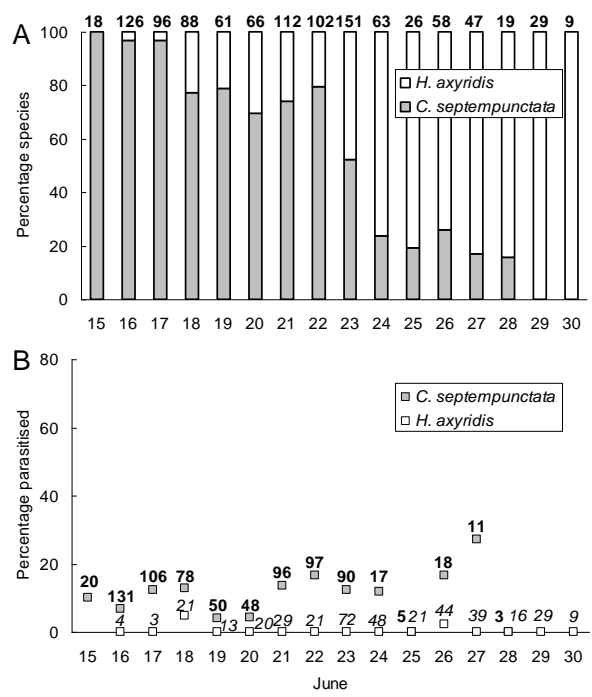 A
18 126 96 88 61 66 112 102 151 63 26 58 47 19 29 9
100
80
60
40
20
0
Percentage species
H. axyridis
C. septempunctata
15 16 17 18 19 20 21 22 23 24 25 26 27 28 29 30
B
80
60
40
20
0
Percentage parasitised
C. septempunctata
H. axyridis
20 131 106 78 50 48 96 97 90 17 5 18 11 3
4 3 21 13 20 29 21 72 48 21 44 39 16 29 9
15 16 17 18 19 20 21 22 23 24 25 26 27 28 29 30
June